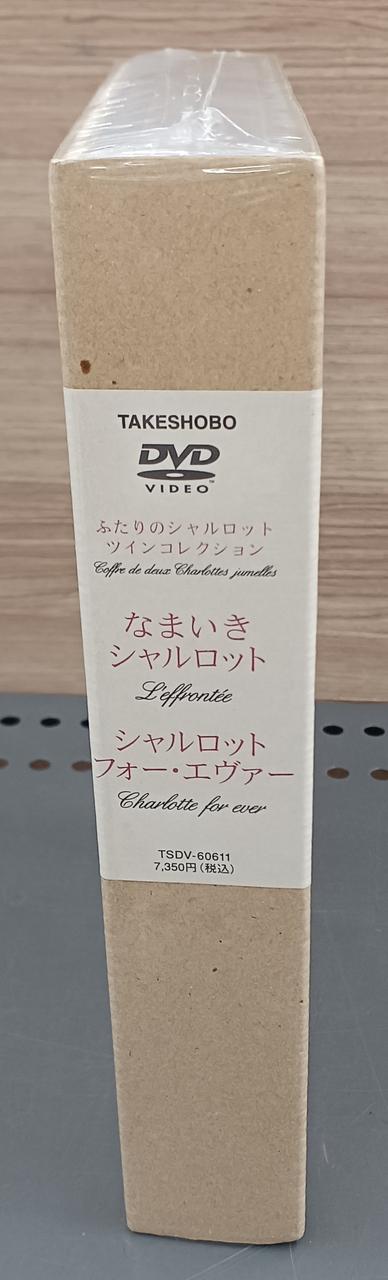 TAKESHOBO
DVD
VIDEO™
ふたりのシャルロット
ツインコレクション
Coffre de deux Charlottes jumelles
なまいき
シャルロット
L'effrontée
シャルロット
フォー・エヴァー
Charlotte for ever
TSDV-60611
7,350円(税込)